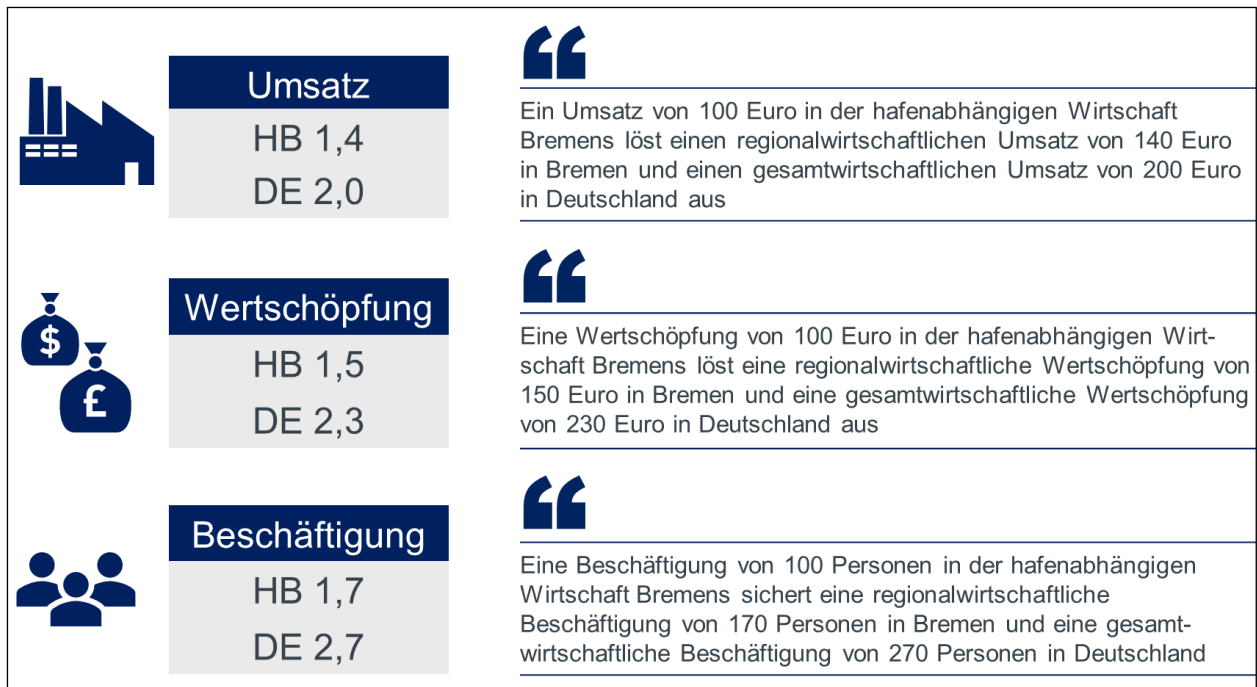 Umsatz
HB 1,4
DE 2,0
“
Ein Umsatz von 100 Euro in der hafenabhängigen Wirtschaft
Bremens löst einen regionalwirtschaftlichen Umsatz von 140 Euro
in Bremen und einen gesamtwirtschaftlichen Umsatz von 200 Euro
in Deutschland aus
$
£
Wertschöpfung
HB 1,5
DE 2,3
“
Eine Wertschöpfung von 100 Euro in der hafenabhängigen Wirt-
schaft Bremens löst eine regionalwirtschaftliche Wertschöpfung von
150 Euro in Bremen und eine gesamtwirtschaftliche Wertschöpfung
von 230 Euro in Deutschland aus
Beschäftigung
HB 1,7
DE 2,7
“
Eine Beschäftigung von 100 Personen in der hafenabhängigen
Wirtschaft Bremens sichert eine regionalwirtschaftliche
Beschäftigung von 170 Personen in Bremen und eine gesamt-
wirtschaftliche Beschäftigung von 270 Personen in Deutschland